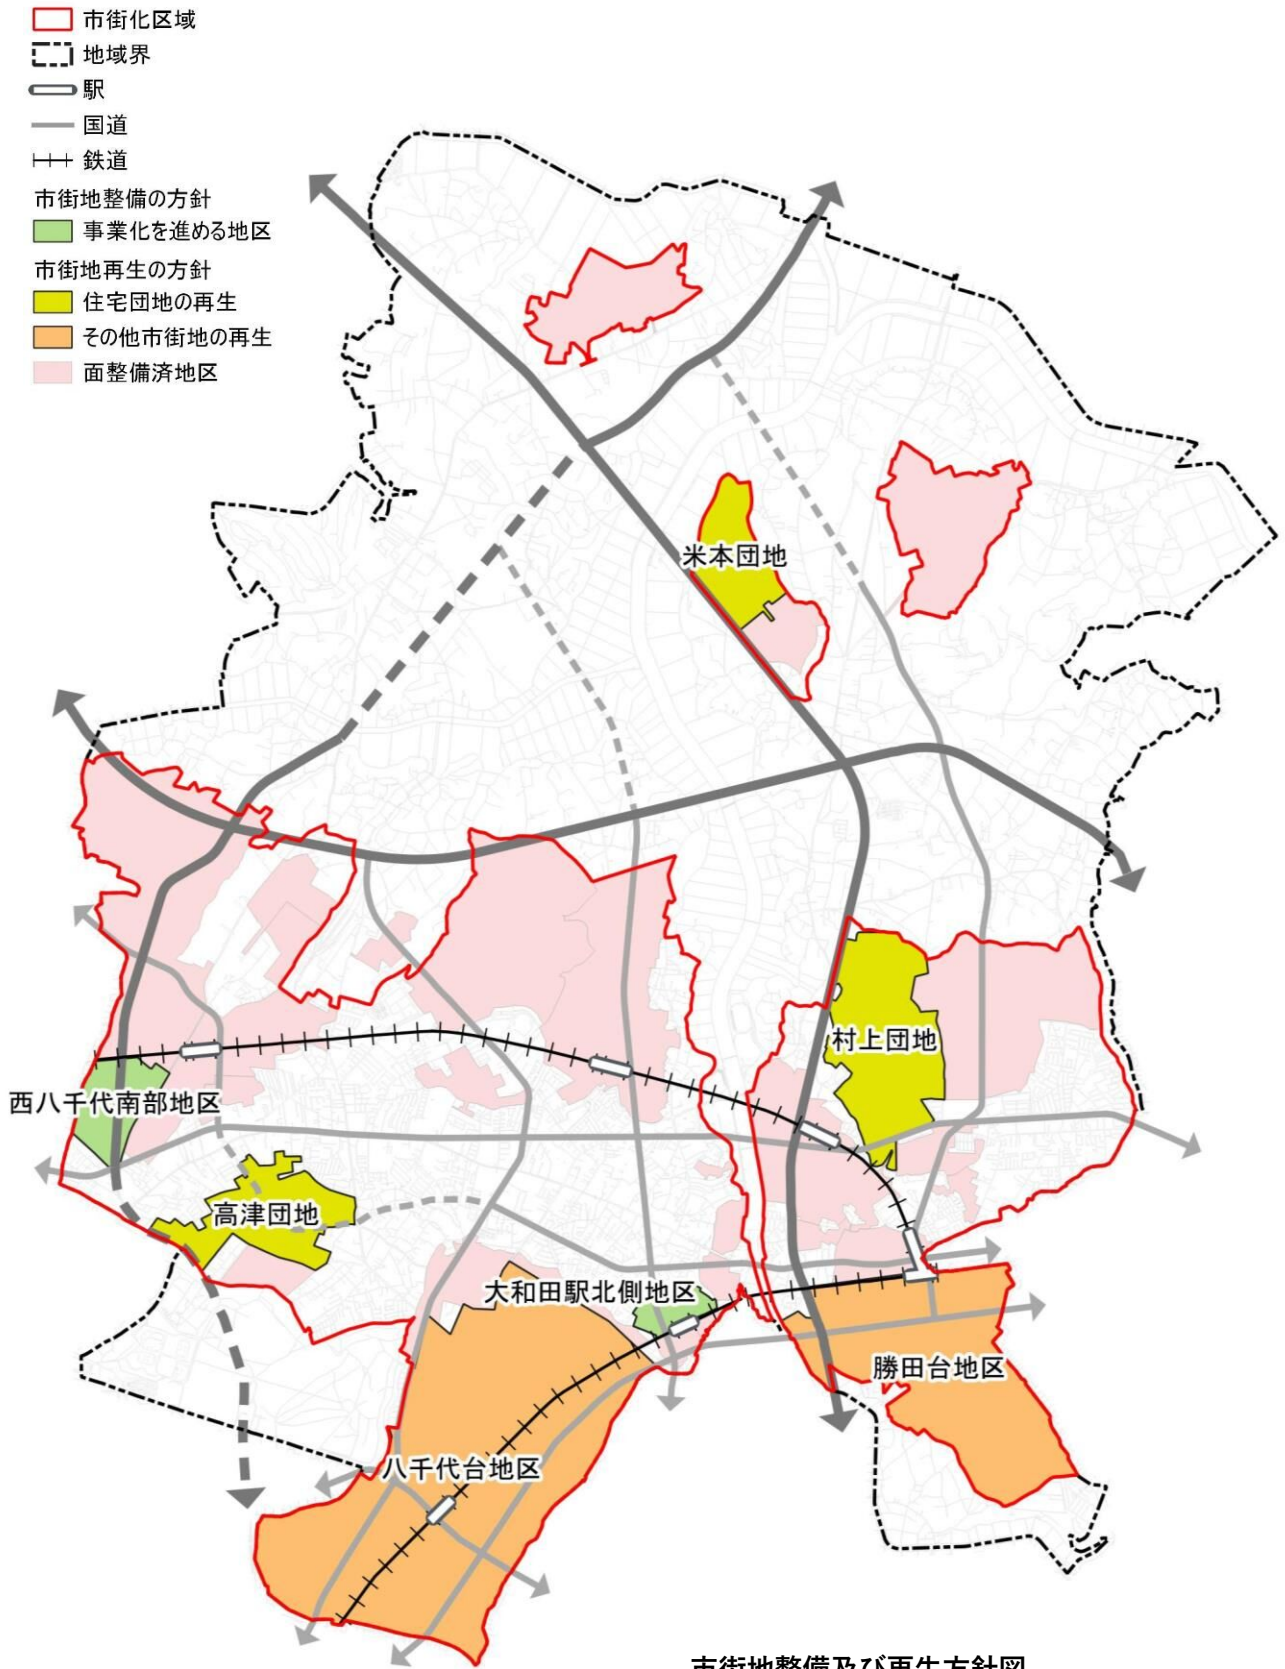 市街化区域
地域界
駅
国道
鉄道
市街地整備の方針
事業化を進める地区
市街地再生の方針
住宅団地の再生
その他市街地の再生
面整備済地区
米本団地
村上団地
西八千代南部地区
高津団地
大和田駅北側地区
勝田台地区
八千代台地区
市街地整備及び再生方針図